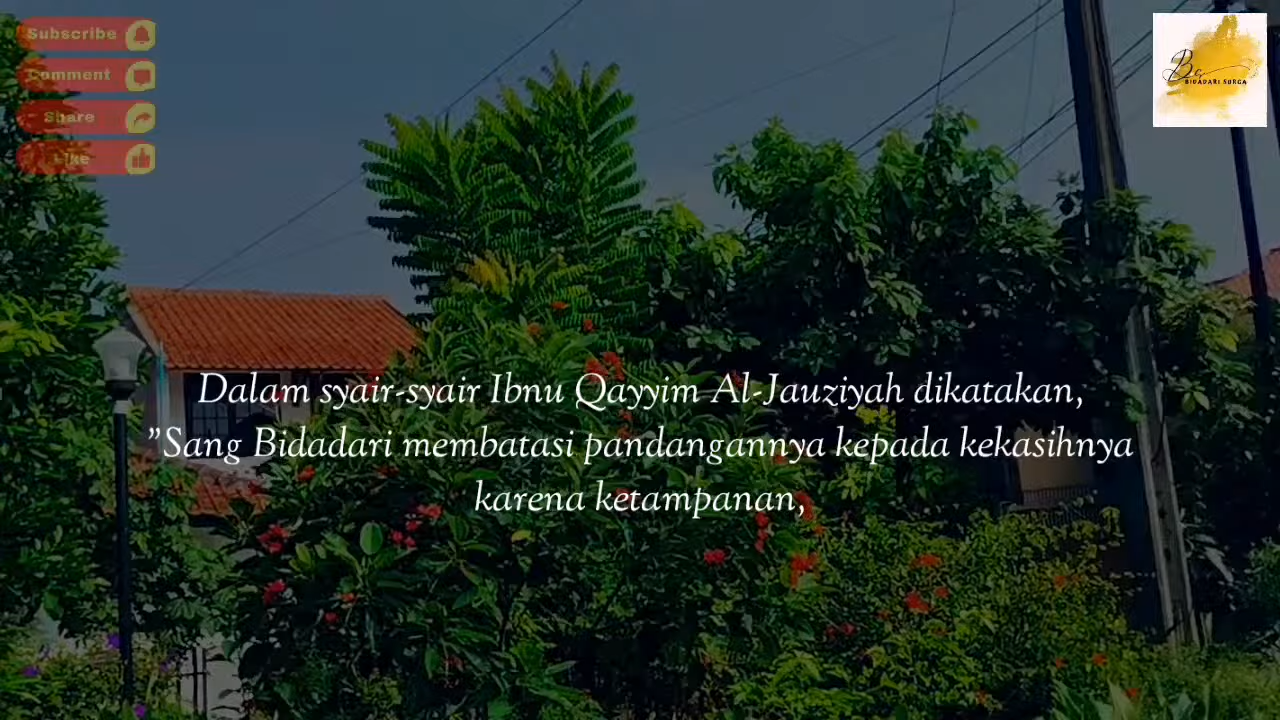 Subscribe
Comment
Share
Like
Bs
BIDADARI SURGA
Dalam syair-syair Ibnu Qayyim Al-Jauziyah dikatakan,
"Sang Bidadari membatasi pandangannya kepada kekasihnya
karena ketampanan,